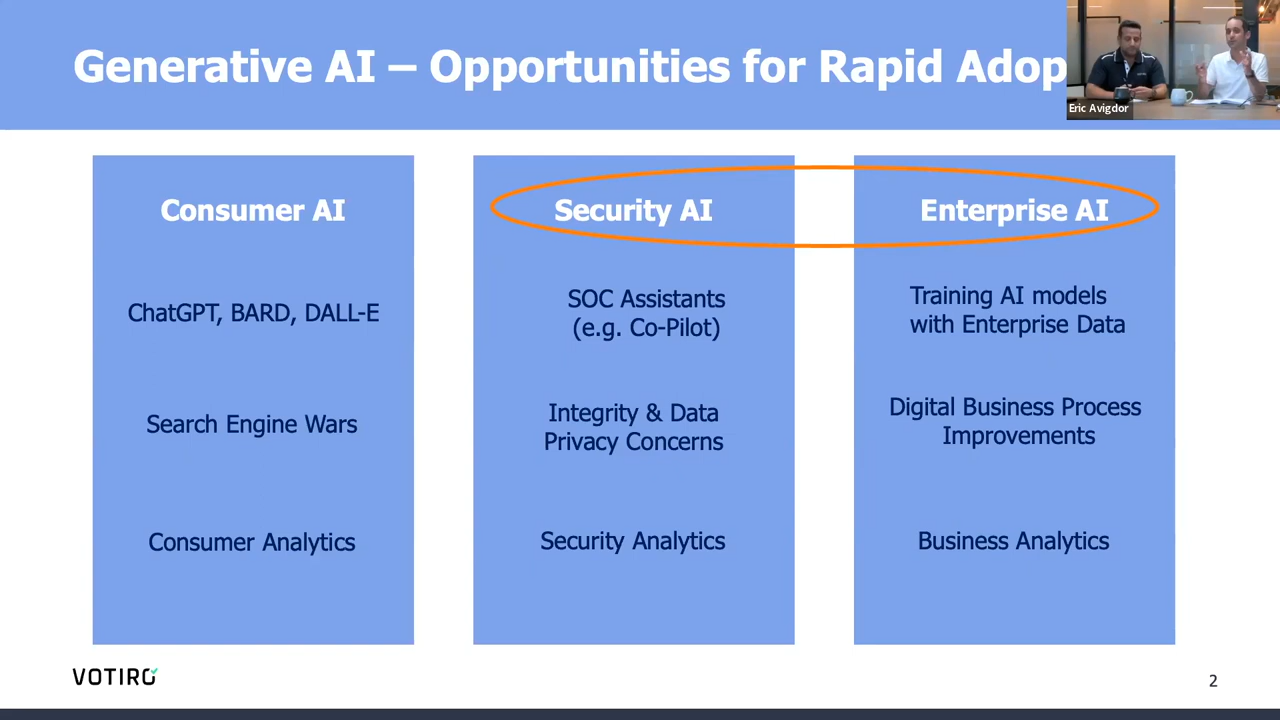 Generative AI – Opportunities for Rapid Adop
Eric Avigdor
Consumer AI
ChatGPT, BARD, DALL-E
Search Engine Wars
Consumer Analytics
Security AI
SOC Assistants
(e.g. Co-Pilot)
Integrity & Data
Privacy Concerns
Security Analytics
Enterprise AI
Training AI models
with Enterprise Data
Digital Business Process
Improvements
Business Analytics
VOTIRO
2